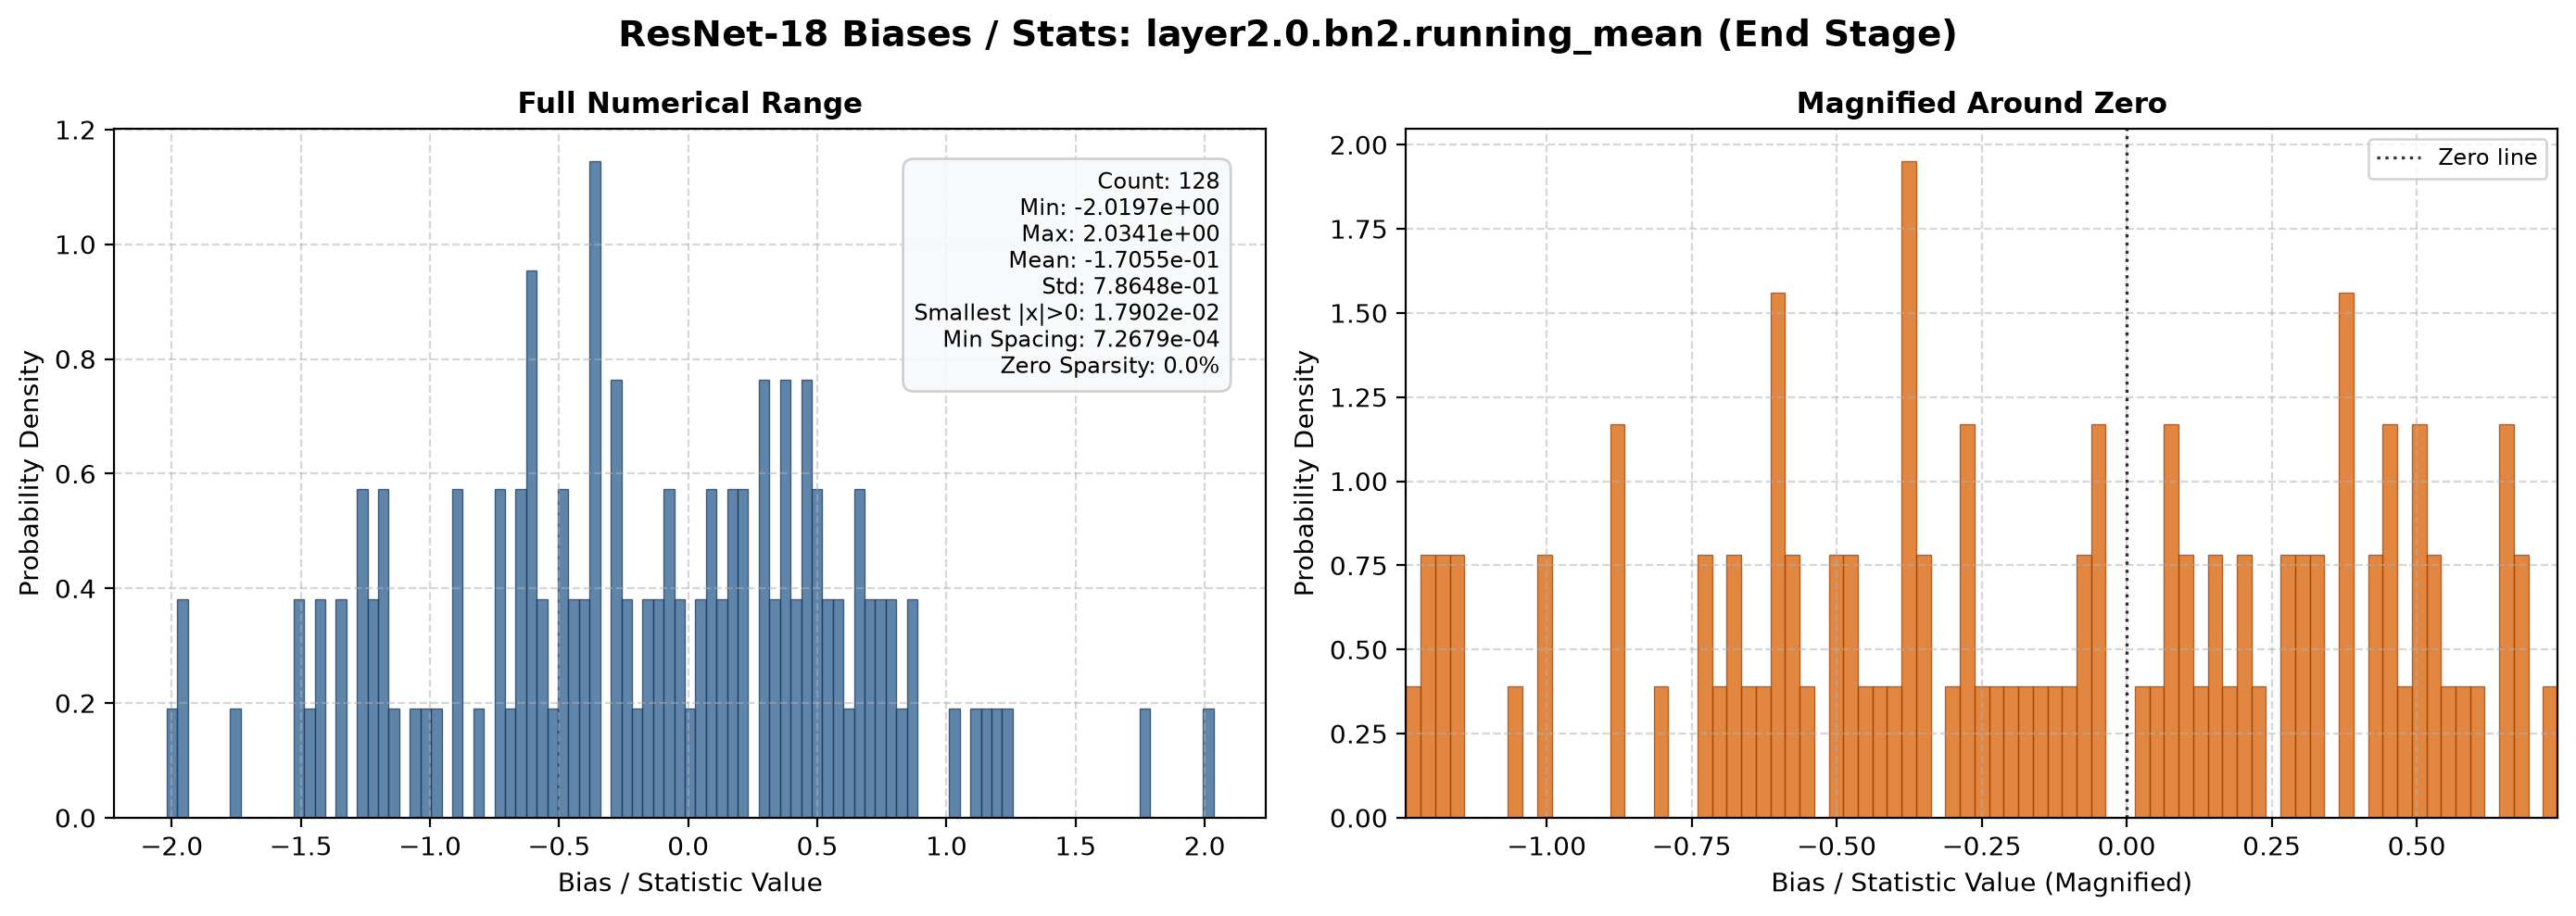 ResNet-18 Biases / Stats: layer2.0.bn2.running_mean (End Stage)
Full Numerical Range
1.2
1.0
0.8
0.6
0.4
0.2
0.0
Probability Density
Count: 128
Min: -2.0197e+00
Max: 2.0341e+00
Mean: -1.7055e-01
Std: 7.8648e-01
Smallest |x|>0: 1.7902e-02
Min Spacing: 7.2679e-04
Zero Sparsity: 0.0%
−2.0 −1.5 −1.0 −0.5 0.0 0.5 1.0 1.5 2.0
Bias / Statistic Value
Magnified Around Zero
2.00
1.75
1.50
1.25
1.00
0.75
0.50
0.25
0.00
Probability Density
Zero line
−1.00 −0.75 −0.50 −0.25 0.00 0.25 0.50
Bias / Statistic Value (Magnified)